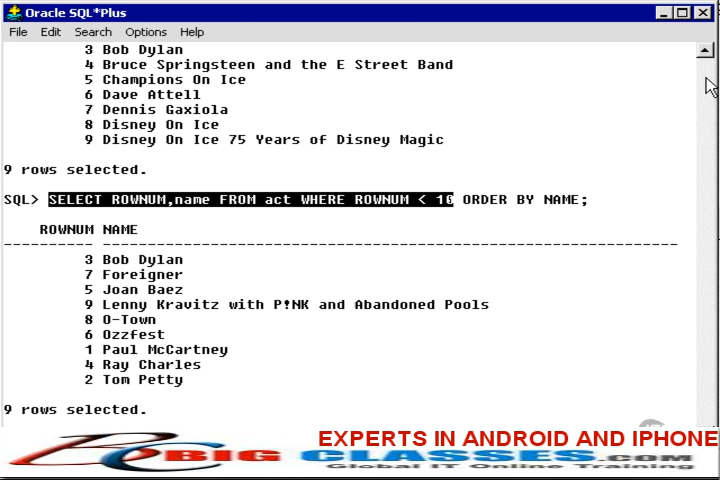 Oracle SQL*Plus
File Edit Search Options Help
3 Bob Dylan
4 Bruce Springsteen and the E Street Band
5 Champions On Ice
6 Dave Attell
7 Dennis Gaxiola
8 Disney On Ice
9 Disney On Ice 75 Years of Disney Magic
9 rows selected.
SQL> SELECT ROWNUM,name FROM act WHERE ROWNUM < 10 ORDER BY NAME;
ROWNUM NAME
---------- --------------------------------------------------------------------
3 Bob Dylan
7 Foreigner
5 Joan Baez
9 Lenny Kravitz with P!NK and Abandoned Pools
8 O-Town
6 Ozzfest
1 Paul McCartney
4 Ray Charles
2 Tom Petty
9 rows selected.
EXPERTS IN ANDROID AND IPHONE
BIG CLASSES.COM
Global IT Online Training